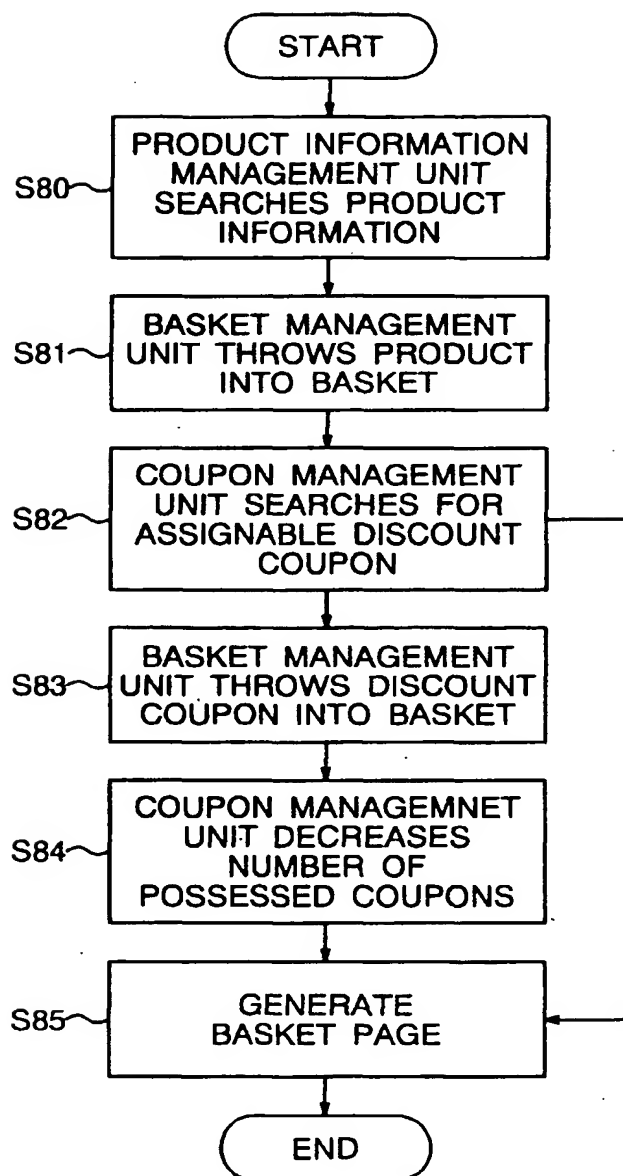 START
S80
PRODUCT INFORMATION
MANAGEMENT UNIT
SEARCHES PRODUCT
INFORMATION
S81
BASKET MANAGEMENT
UNIT THROWS PRODUCT
INTO BASKET
S82
COUPON MANAGEMENT
UNIT SEARCHES FOR
ASSIGNABLE DISCOUNT
COUPON
S83
BASKET MANAGEMENT
UNIT THROWS DISCOUNT
COUPON INTO BASKET
S84
COUPON MANAGEMNET
UNIT DECREASES
NUMBER OF
POSSESSED COUPONS
S85
GENERATE
BASKET PAGE
END